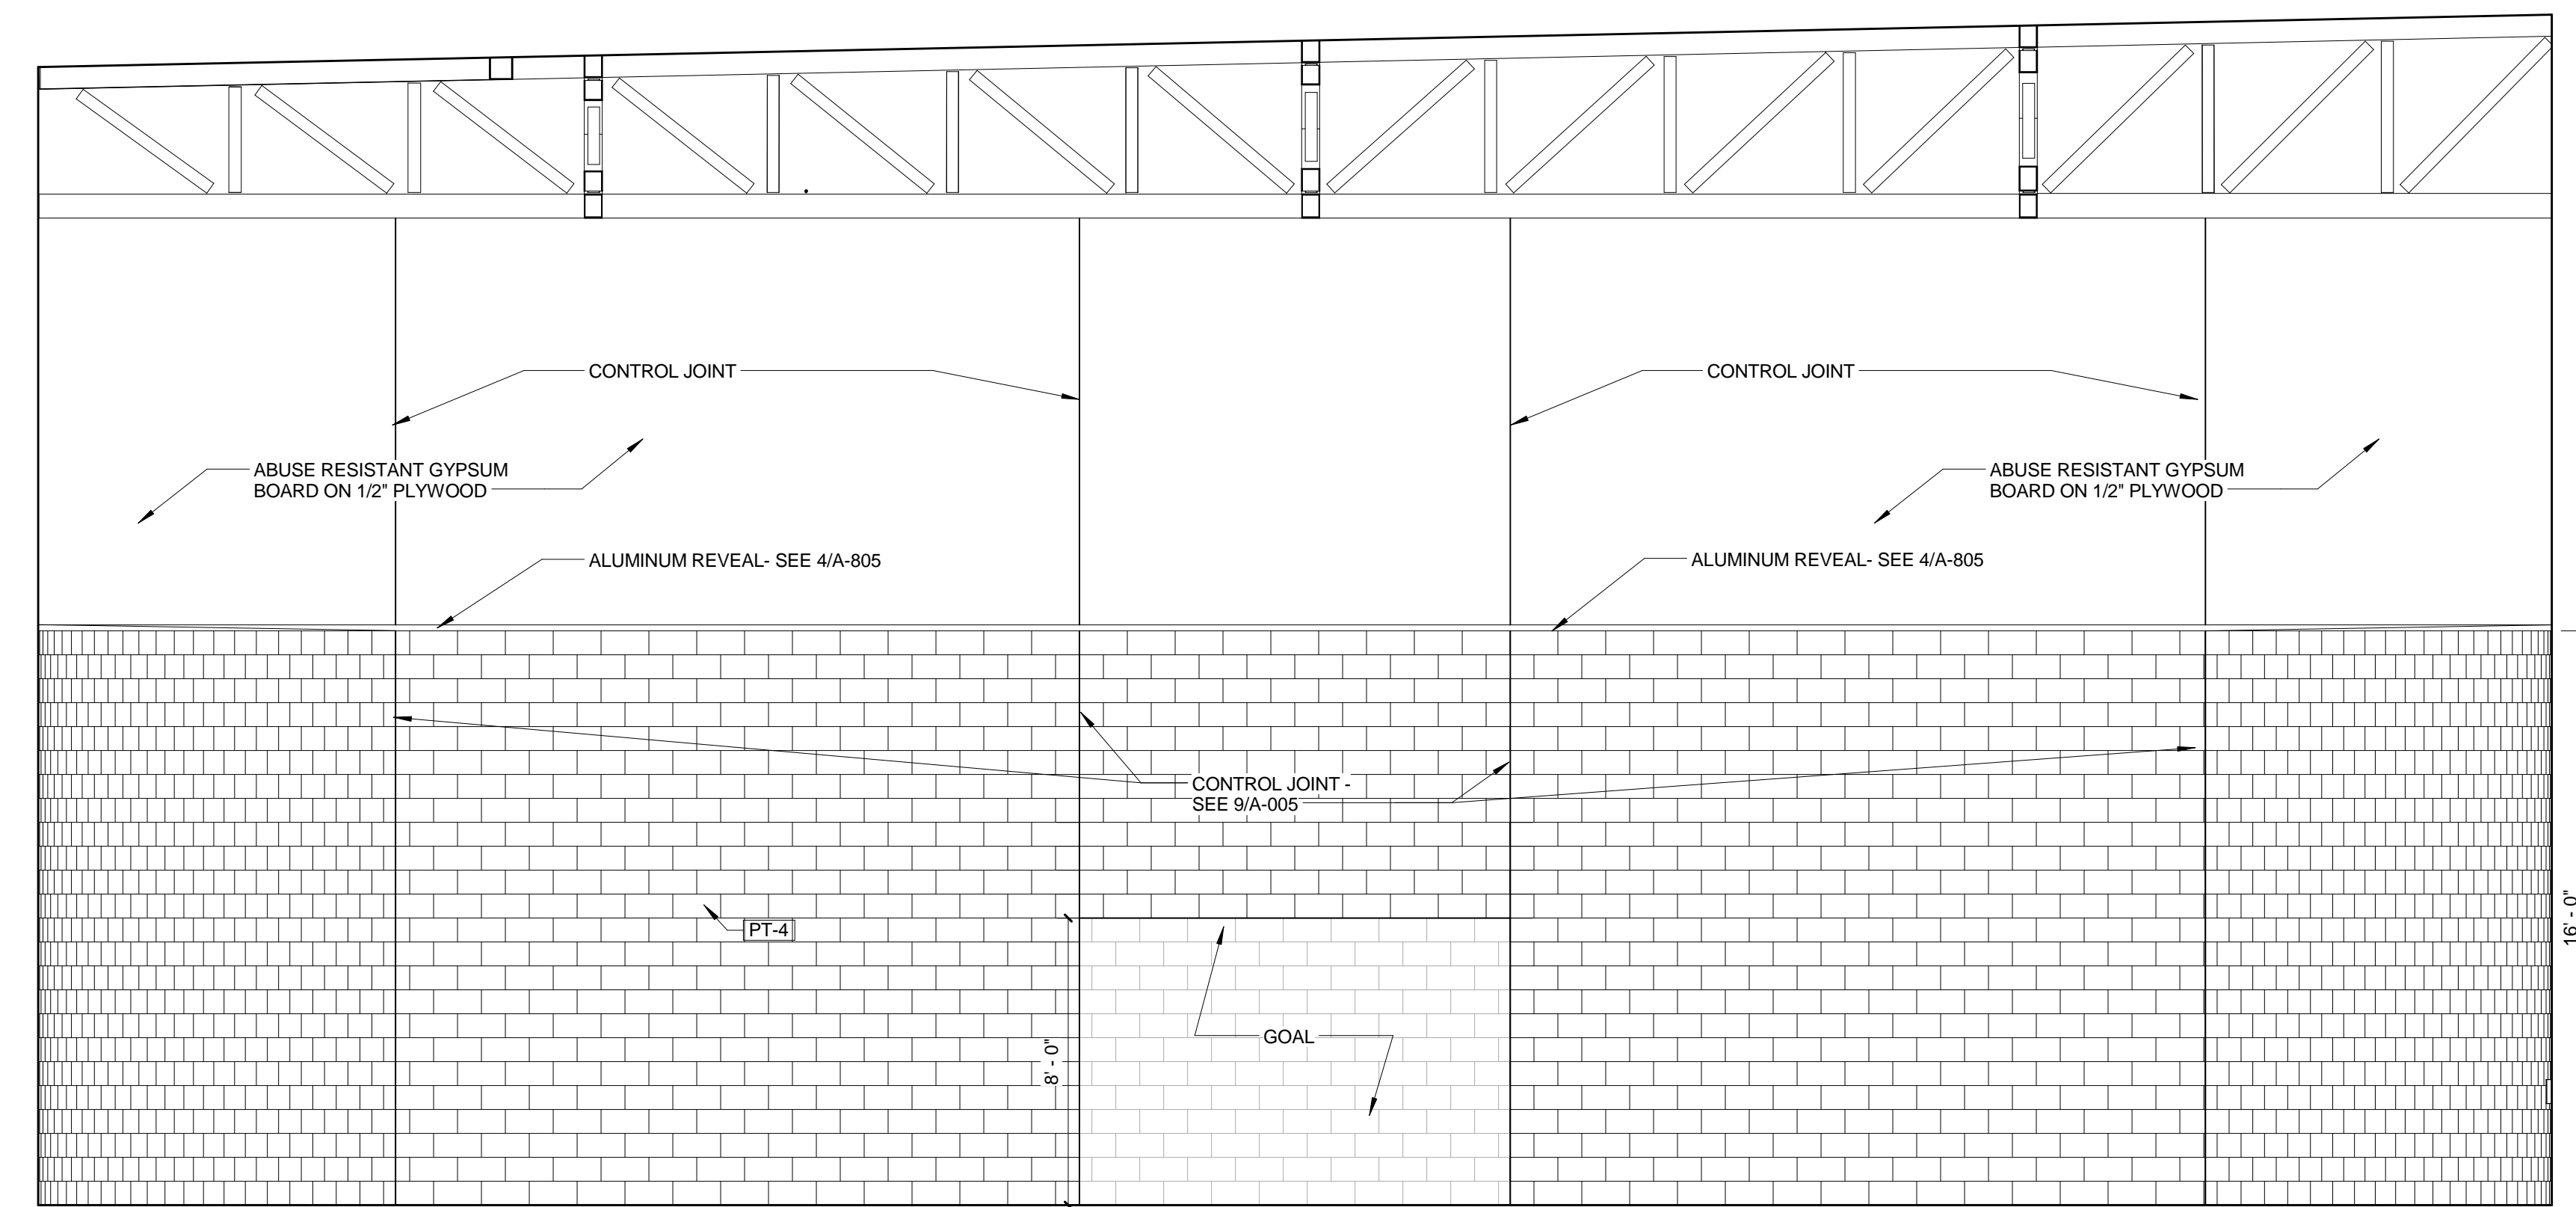 CONTROL JOINT
CONTROL JOINT
ABUSE RESISTANT GYPSUM
BOARD ON 1/2" PLYWOOD
ABUSE RESISTANT GYPSUM
BOARD ON 1/2" PLYWOOD
ALUMINUM REVEAL- SEE 4/A-805
ALUMINUM REVEAL- SEE 4/A-805
CONTROL JOINT -
SEE 9/A-005
PT-4
16' - 0"
GOAL
8' - 0"